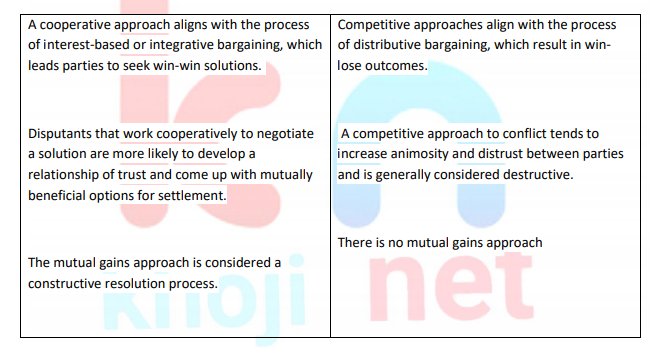 A cooperative approach aligns with the process
of interest-based or integrative bargaining, which
leads parties to seek win-win solutions.
Disputants that work cooperatively to negotiate
a solution are more likely to develop a
relationship of trust and come up with mutually
beneficial options for settlement.
The mutual gains approach is considered a
constructive resolution process.
Competitive approaches align with the process
of distributive bargaining, which result in win-
lose outcomes.
A competitive approach to conflict tends to
increase animosity and distrust between parties
and is generally considered destructive.
There is no mutual gains approach
khoji
net